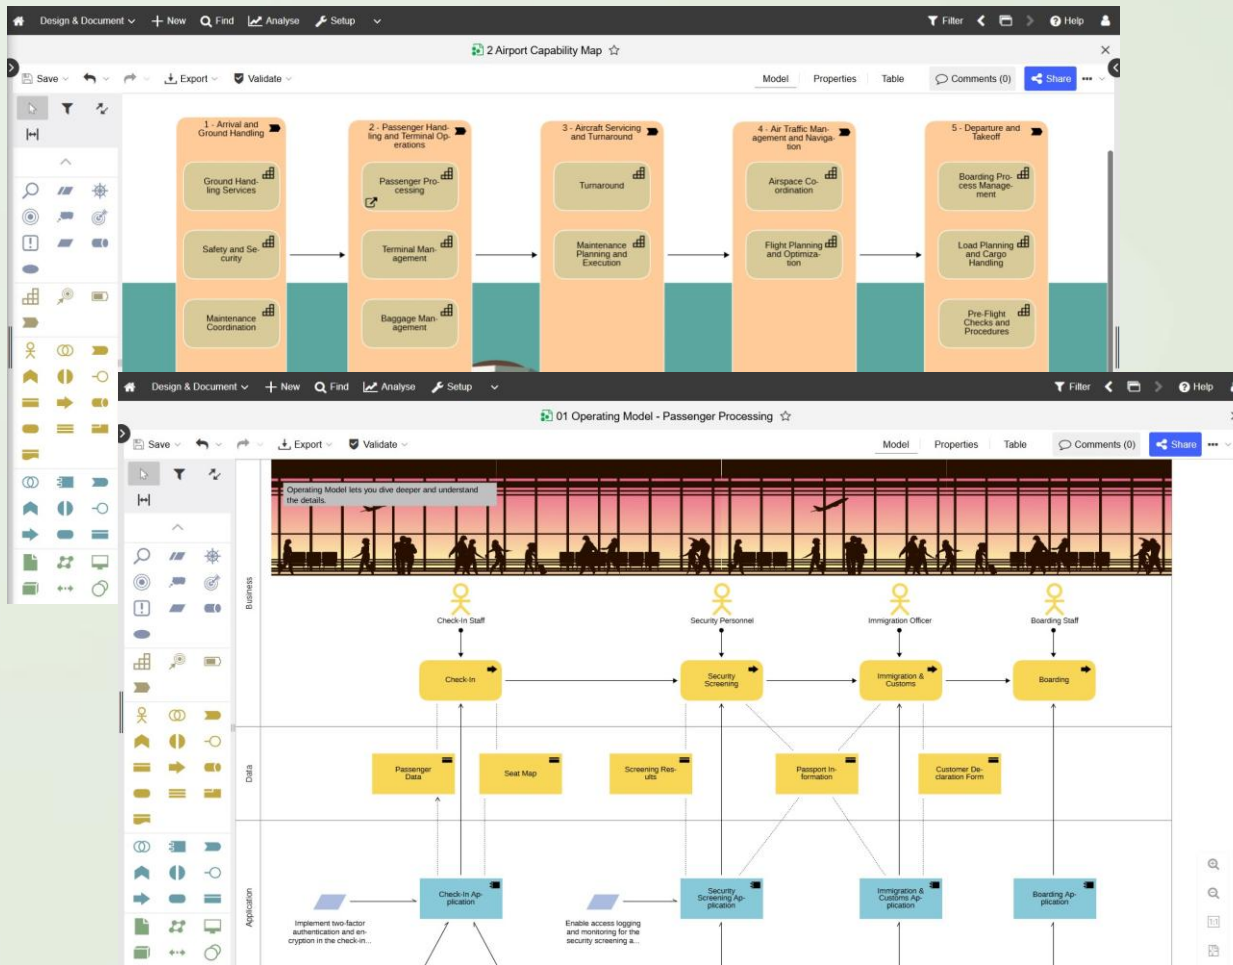 Design & Document
New
Find
Analyse
Setup
Filter
Help
2 Airport Capability Map
Save
Export
Validate
Model
Properties
Table
Comments (0)
Share
1 - Arrival and
Ground Handling
2 - Passenger Hand-
ling and Terminal Op-
erations
3 - Aircraft Servicing
and Turnaround
4 - Air Traffic Man-
agement and Naviga-
tion
5 - Departure and
Takeoff
Ground Hand-
ling Services
Passenger Pro-
cessing
Turnaround
Airspace Co-
ordination
Boarding Pro-
cess Manage-
ment
Safety and Se-
curity
Terminal Man-
agement
Maintenance
Planning and
Execution
Flight Planning
and Optimiza-
tion
Load Planning
and Cargo
Handling
Maintenance
Coordination
Baggage Man-
agement
Pre-Flight
Checks and
Procedures
Design & Document
New
Find
Analyse
Setup
Filter
Help
01 Operating Model - Passenger Processing
Save
Export
Validate
Model
Properties
Table
Comments (0)
Share
Operating Model lets you dive deeper and understand
the details.
Business
Check-In Staff
Security Personnel
Immigration Officer
Boarding Staff
Check-In
Security
Screening
Immigration &
Customs
Boarding
Data
Passenger
Data
Seat Map
Screening Res-
ults
Passport In-
formation
Customer De-
claration Form
Application
Check-In Ap-
plication
Security
Screening Ap-
plication
Immigration &
Customs Ap-
plication
Boarding Ap-
plication
Implement two-factor
authentication and en-
cryption in the check-in...
Enable access logging
and monitoring for the
security screening a...
1:1